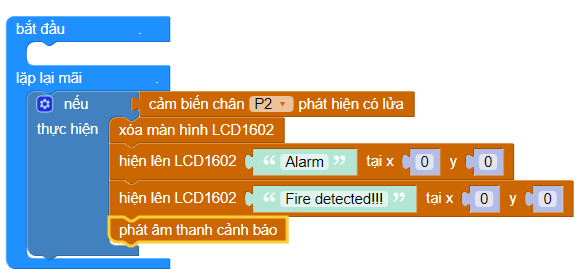 bắt đầu .
lặp lại mãi .
nếu cảm biến chân P2 phát hiện có lửa
thực hiện xóa màn hình LCD1602
hiện lên LCD1602 “ Alarm ” tại x 0 y 0
hiện lên LCD1602 “ Fire detected!!! ” tại x 0 y 0
phát âm thanh cảnh báo